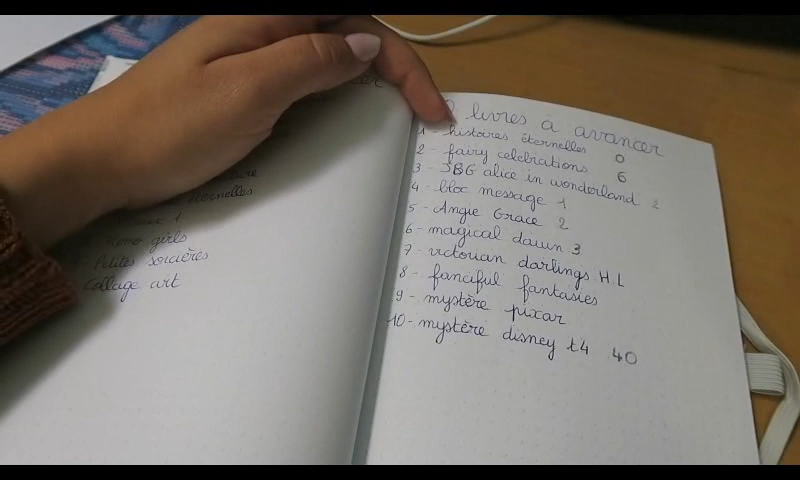 éternelles
girls
Petites sorcières
Collage art
livres à avancer
1 - histoires éternelles 0
2 - fairy celebrations 6
3 - JBG alice in wonderland 2
4 - bloc message 1
5 - Angie Grace 2
6 - magical dawn 3
7 - victorian darlings H.L
8 - fanciful fantasies
9 - mystère pixar
10 - mystère disney t4 40